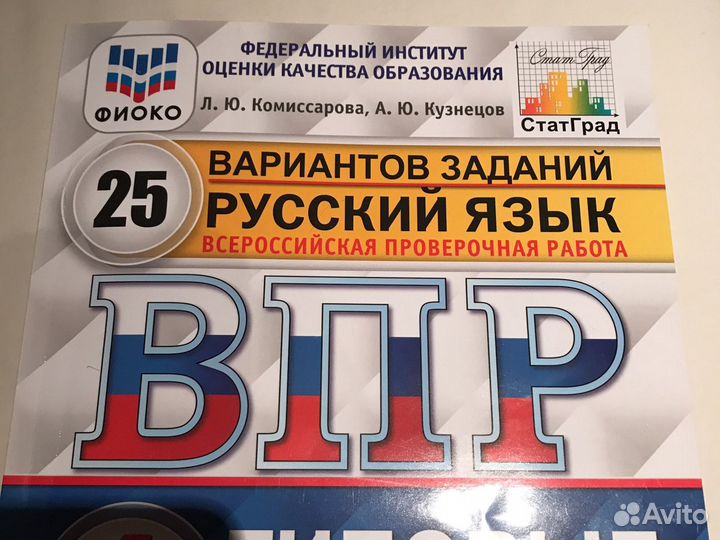 ФЕДЕРАЛЬНЫЙ ИНСТИТУТ
ОЦЕНКИ КАЧЕСТВА ОБРАЗОВАНИЯ
ФИОКО
Л. Ю. Комиссарова, А. Ю. Кузнецов
СтатГрад
СтатГрад
25
ВАРИАНТОВ ЗАДАНИЙ
РУССКИЙ ЯЗЫК
ВСЕРОССИЙСКАЯ ПРОВЕРОЧНАЯ РАБОТА
ВПР
ТИПОВЫЕ
Avito